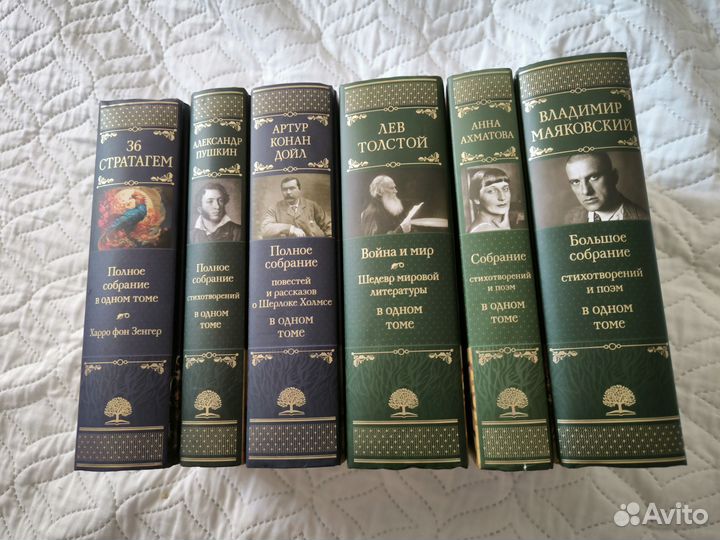 36
СТРАТАГЕМ
Полное
собрание
в одном томе
Харро фон Зенгер
АЛЕКСАНДР
ПУШКИН
Полное
собрание
стихотворений
в одном
томе
АРТУР
КОНАН
ДОЙЛ
Полное
собрание
повестей
и рассказов
о Шерлоке Холмсе
в одном
томе
ЛЕВ
ТОЛСТОЙ
Война и мир
Шедевр мировой
литературы
в одном
томе
АННА
АХМАТОВА
Собрание
стихотворений
и поэм
в одном
томе
ВЛАДИМИР
МАЯКОВСКИЙ
Большое
собрание
стихотворений
и поэм
в одном
томе
Avito